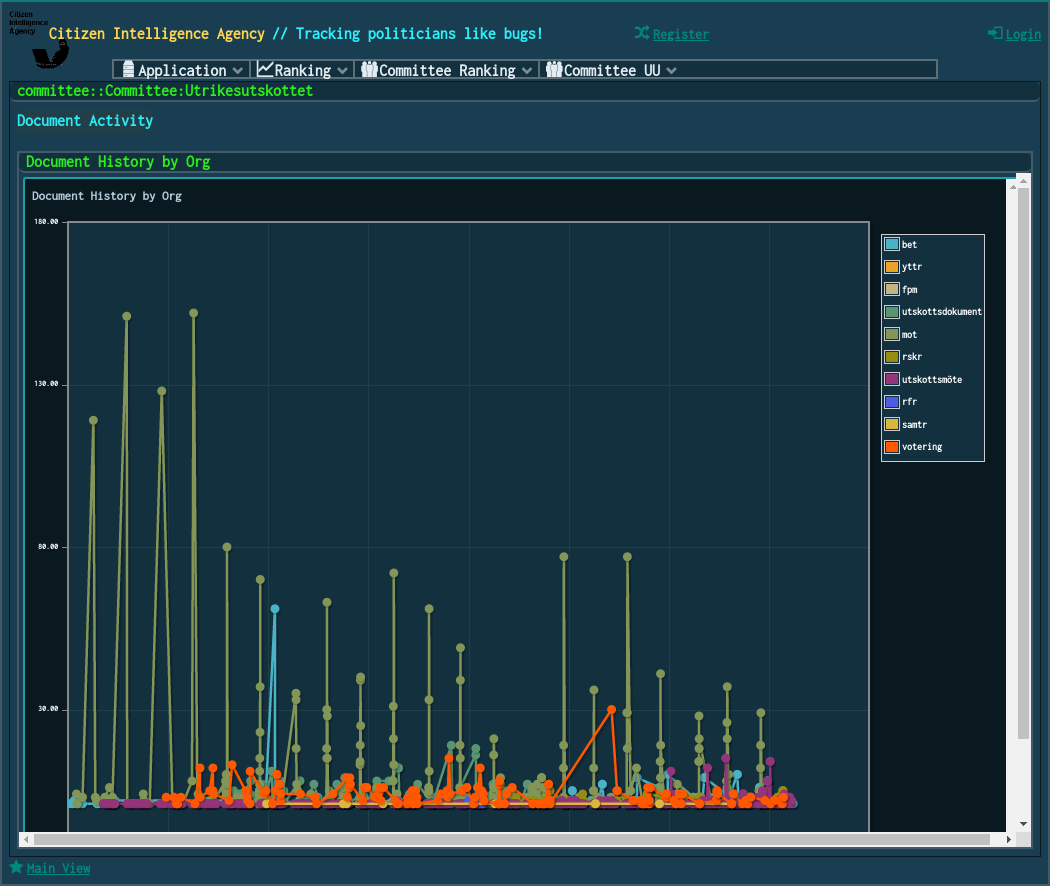 Citizen
Intelligence
Agency
Citizen Intelligence Agency // Tracking politicians like bugs!
Register
Login
Application
Ranking
Committee Ranking
Committee UU
committee::Committee:Utrikesutskottet
Document Activity
Document History by Org
Document History by Org
180.00
130.00
80.00
30.00
bet
yttr
fpm
utskottsdokument
mot
rskr
utskottsmöte
rfr
samtr
votering
Main View